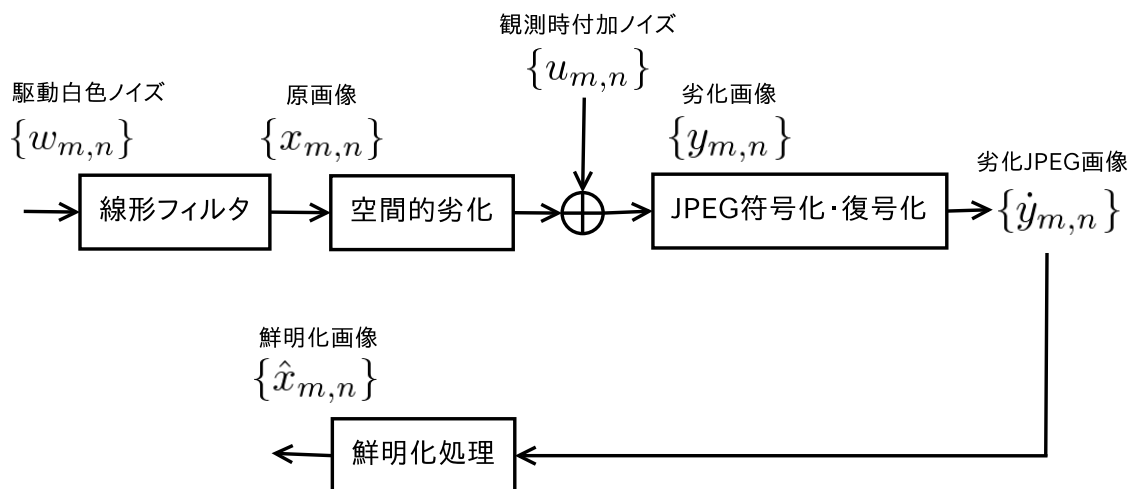 観測時付加ノイズ
{u_{m,n}}
駆動白色ノイズ
{w_{m,n}}
原画像
{x_{m,n}}
劣化画像
{y_{m,n}}
劣化JPEG画像
{ẏ_{m,n}}
線形フィルタ
空間的劣化
JPEG符号化・復号化
鮮明化画像
{x̂_{m,n}}
鮮明化処理